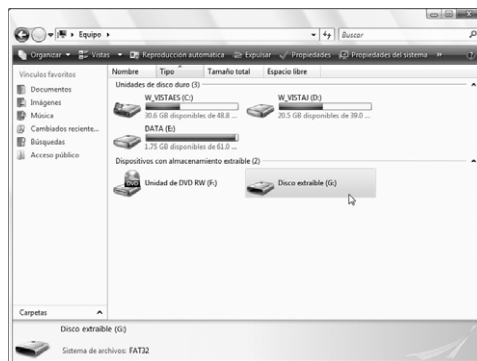 Equipo
Buscar
Organizar Vistas Reproducción automática Expulsar Propiedades Propiedades del sistema »
Vínculos favoritos
Documentos
Imágenes
Música
Cambiados reciente...
Búsquedas
Acceso público
Nombre Tipo Tamaño total Espacio libre
Unidades de disco duro (3)
W_VISTAES (C:) W_VISTAJ (D:)
30.6 GB disponibles de 48.8 ... 20.5 GB disponibles de 39.0 ...
DATA (E:)
1.75 GB disponibles de 61.0 ...
Dispositivos con almacenamiento extraíble (2)
Unidad de DVD RW (F:) Disco extraíble (G:)
Carpetas
Disco extraíble (G:)
Sistema de archivos: FAT32